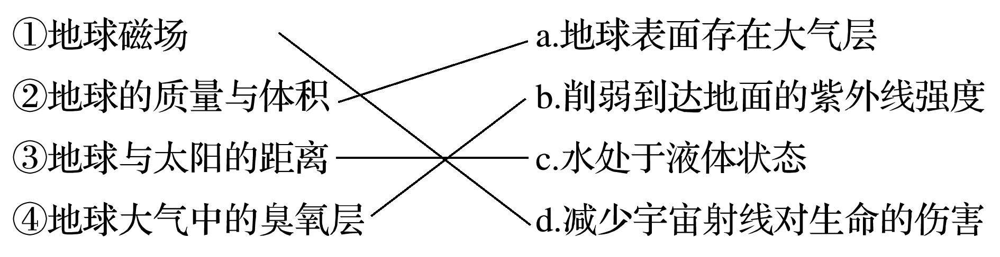 ①地球磁场 a.地球表面存在大气层
②地球的质量与体积 b.削弱到达地面的紫外线强度
③地球与太阳的距离 c.水处于液体状态
④地球大气中的臭氧层 d.减少宇宙射线对生命的伤害